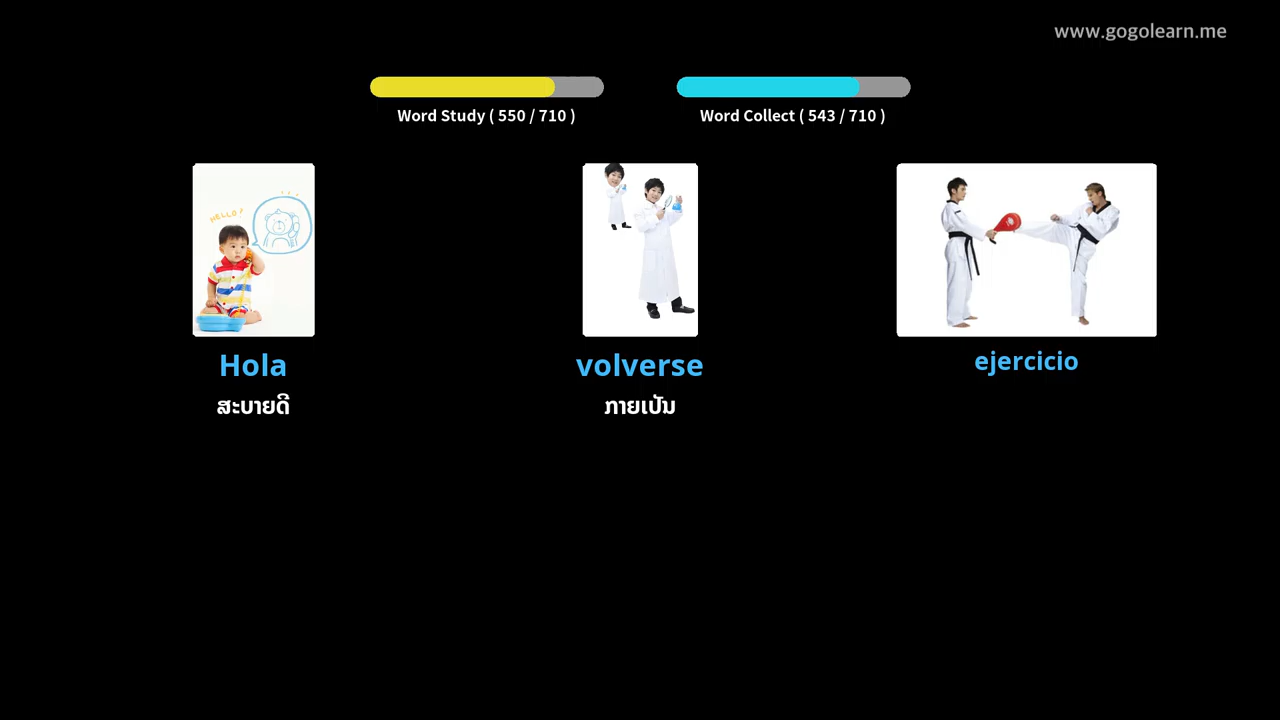 www.gogolearn.me
Word Study ( 550 / 710 )
Word Collect ( 543 / 710 )
HELLO?
Hola
volverse
ejercicio
ສະບາຍດີ
ກາຍເປັນ